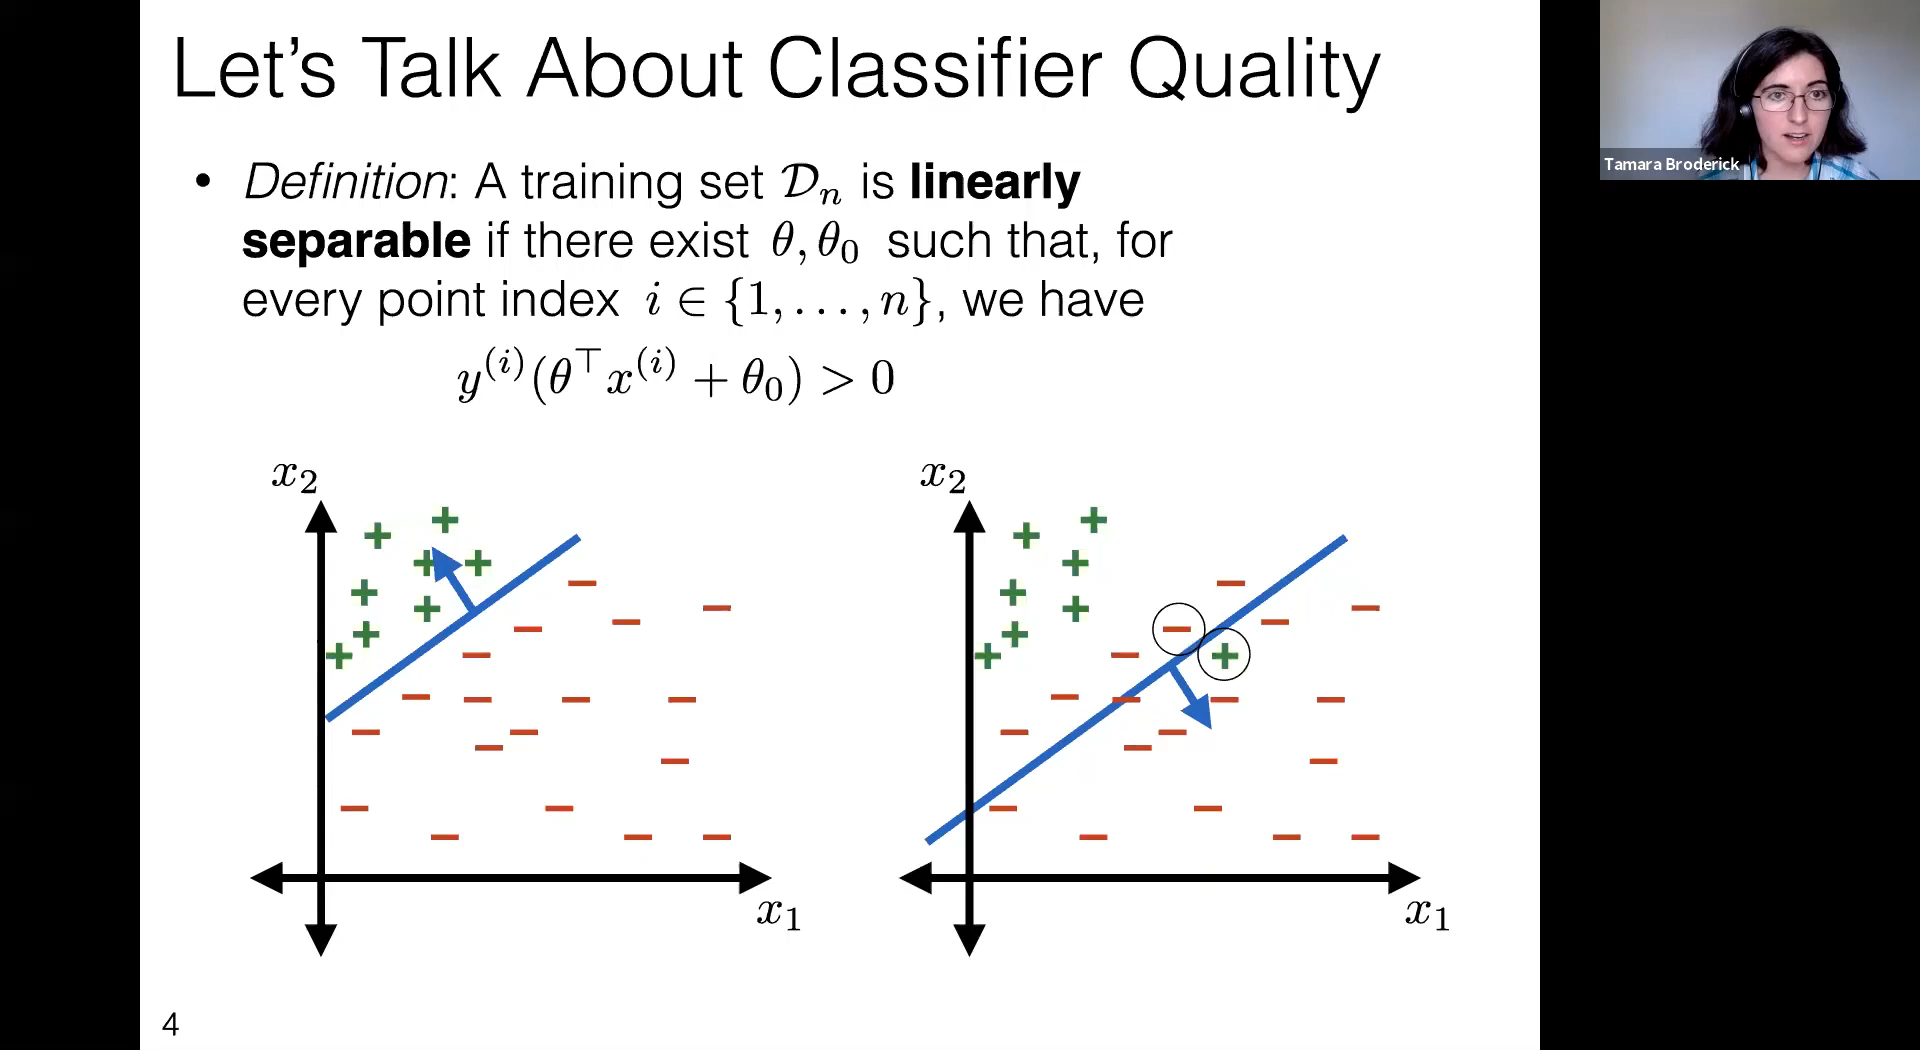 Let's Talk About Classifier Quality
Tamara Broderick
• Definition: A training set 𝒟ₙ is linearly
separable if there exist θ, θ₀ such that, for
every point index i ∈ {1, . . . , n}, we have
y⁽ⁱ⁾(θ⊤x⁽ⁱ⁾ + θ₀) > 0
x₂
x₂
x₁
x₁
4